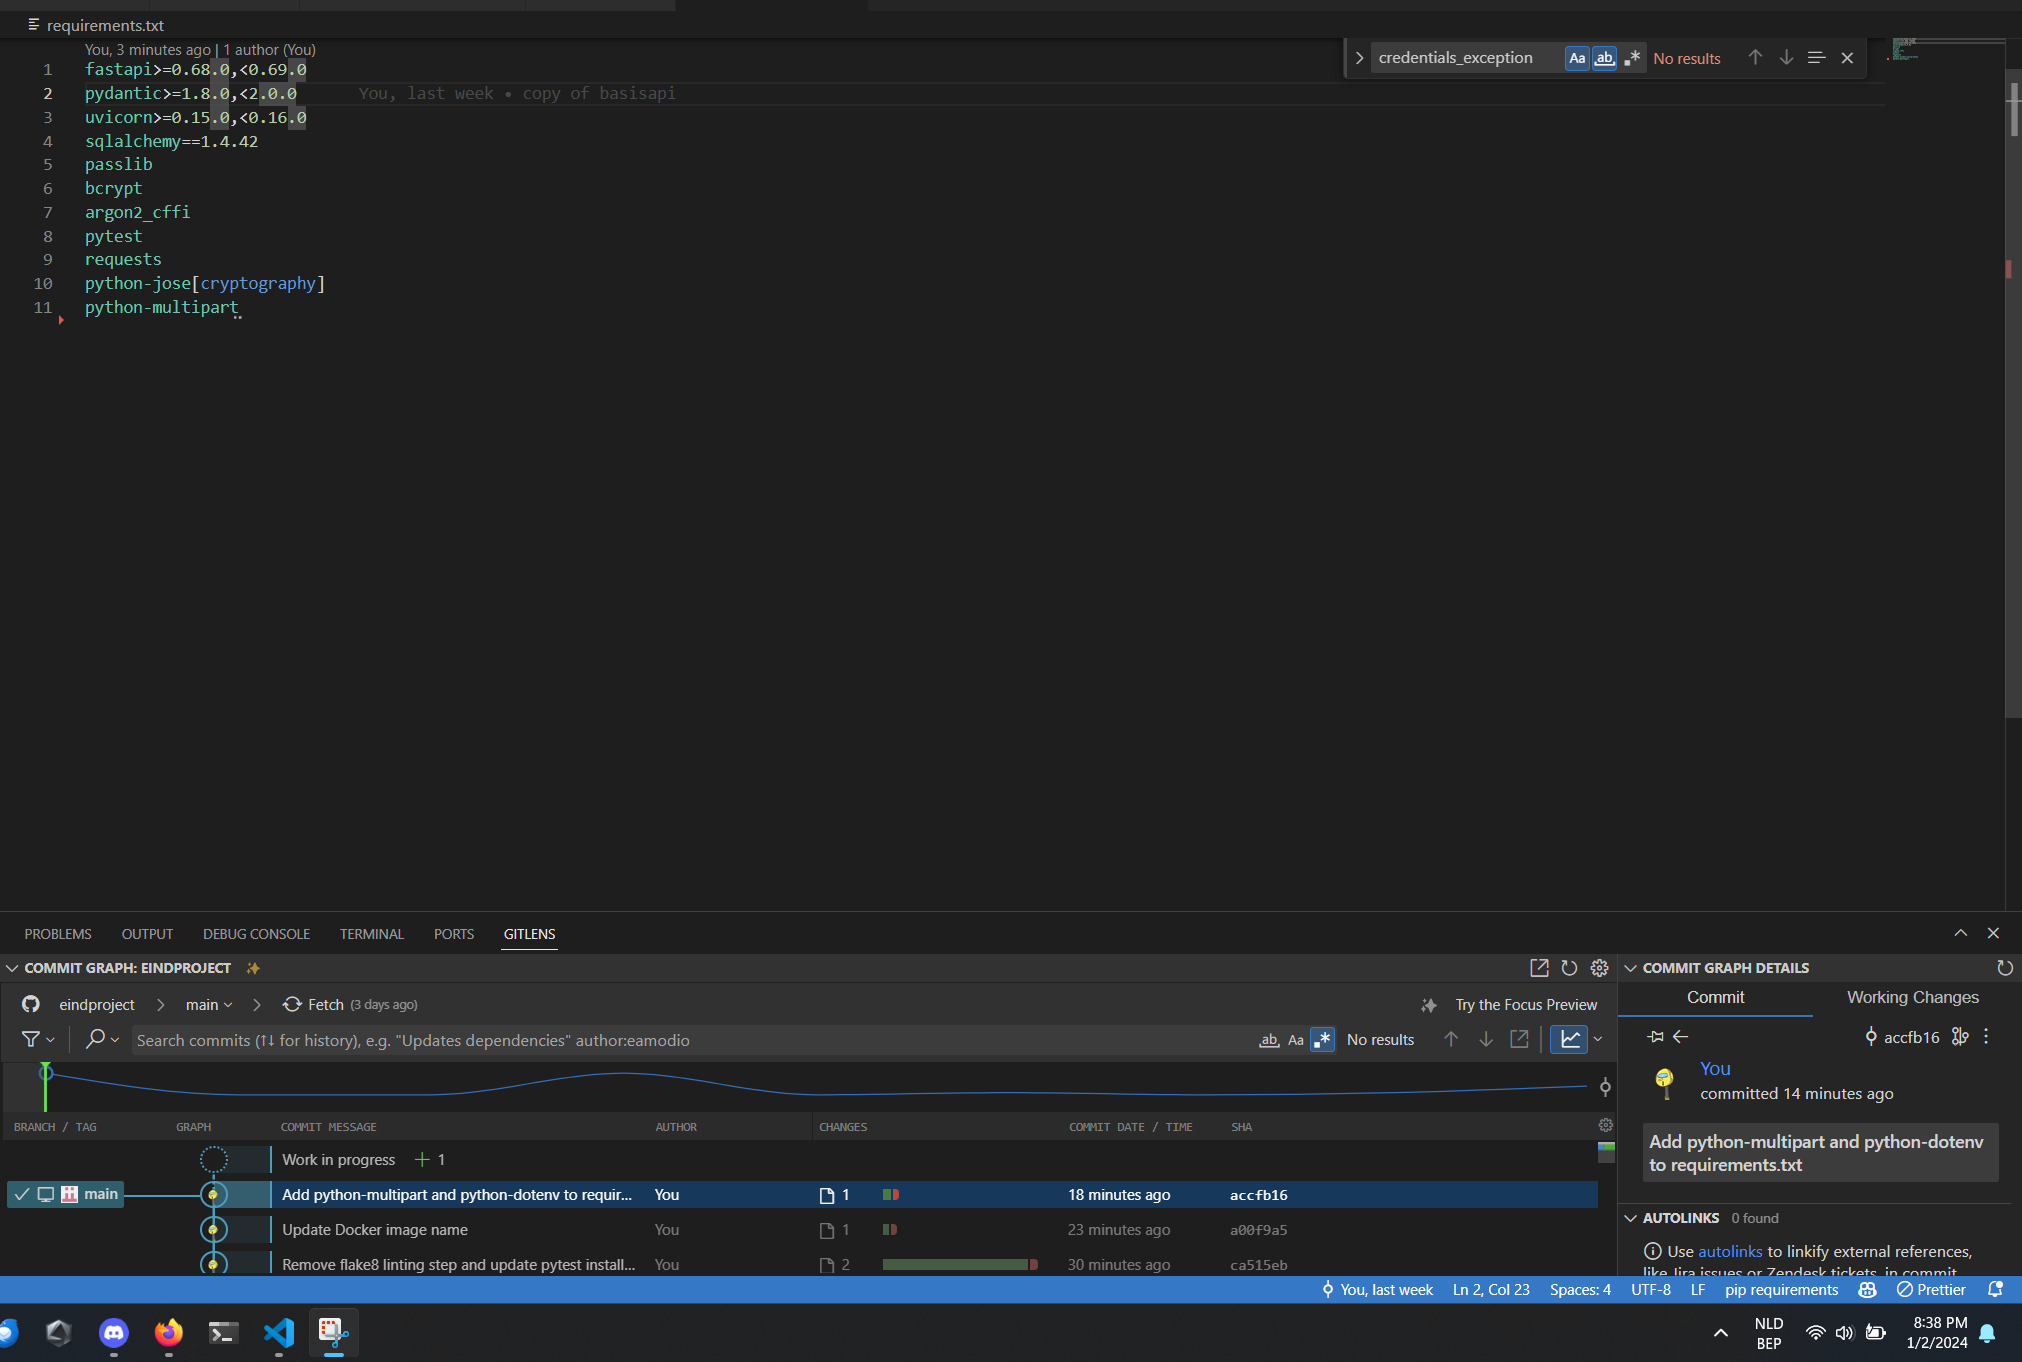 requirements.txt
You, 3 minutes ago | 1 author (You)
1 fastapi>=0.68.0,<0.69.0
2 pydantic>=1.8.0,<2.0.0 You, last week • copy of basisapi
3 uvicorn>=0.15.0,<0.16.0
4 sqlalchemy==1.4.42
5 passlib
6 bcrypt
7 argon2_cffi
8 pytest
9 requests
10 python-jose[cryptography]
11 python-multipart
credentials_exception Aa ab .* No results
PROBLEMS OUTPUT DEBUG CONSOLE TERMINAL PORTS GITLENS
COMMIT GRAPH: EINDPROJECT
eindproject > main > Fetch (3 days ago) Try the Focus Preview
Search commits (↑↓ for history), e.g. "Updates dependencies" author:eamodio ab Aa .* No results
BRANCH / TAG GRAPH COMMIT MESSAGE AUTHOR CHANGES COMMIT DATE / TIME SHA
Work in progress + 1
main Add python-multipart and python-dotenv to requir... You 1 18 minutes ago accfb16
Update Docker image name You 1 23 minutes ago a00f9a5
Remove flake8 linting step and update pytest install... You 2 30 minutes ago ca515eb
COMMIT GRAPH DETAILS
Commit Working Changes
accfb16
You
committed 14 minutes ago
Add python-multipart and python-dotenv
to requirements.txt
AUTOLINKS 0 found
Use autolinks to linkify external references,
like Jira issues or Zendesk tickets, in commit
You, last week Ln 2, Col 23 Spaces: 4 UTF-8 LF pip requirements Prettier
NLD
BEP
8:38 PM
1/2/2024